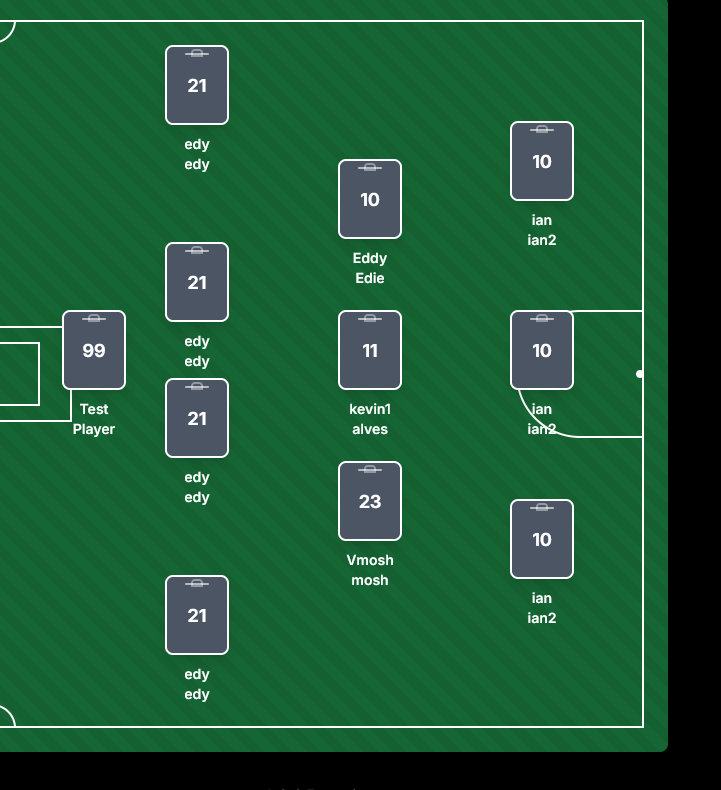 21
edy
edy
10
ian
ian2
10
Eddy
Edie
21
edy
edy
99
Test
Player
11
kevin1
alves
10
ian
ian2
21
edy
edy
23
Vmosh
mosh
10
ian
ian2
21
edy
edy